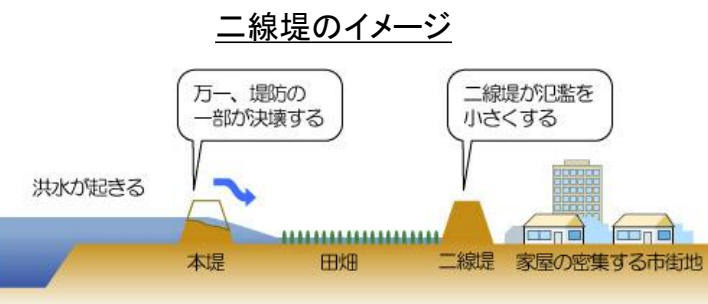 二線堤のイメージ
万一、堤防の
一部が決壊する
二線堤が氾濫を
小さくする
洪水が起きる
本堤
田畑
二線堤
家屋の密集する市街地